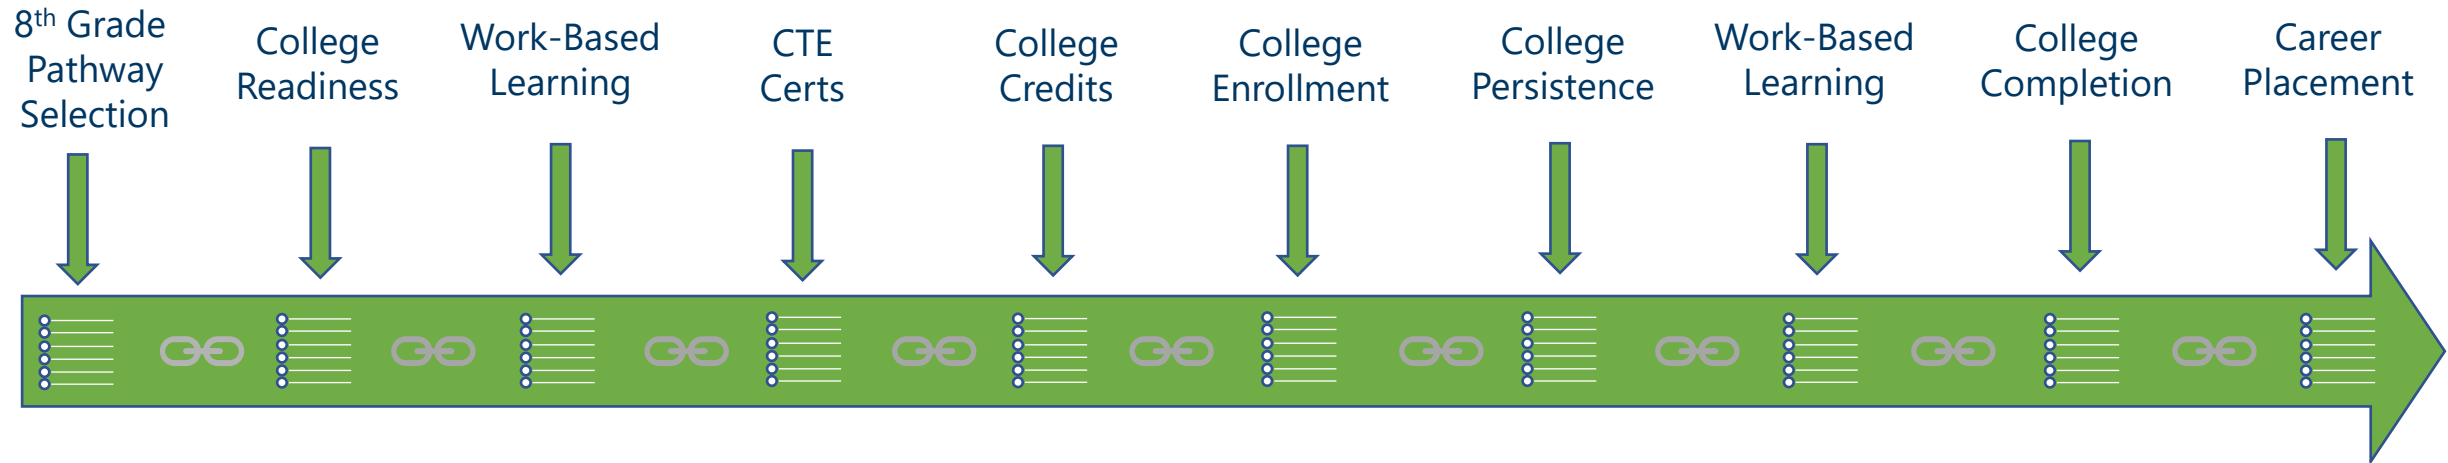 8th Grade
Pathway
Selection
College
Readiness
Work-Based
Learning
CTE
Certs
College
Credits
College
Enrollment
College
Persistence
Work-Based
Learning
College
Completion
Career
Placement